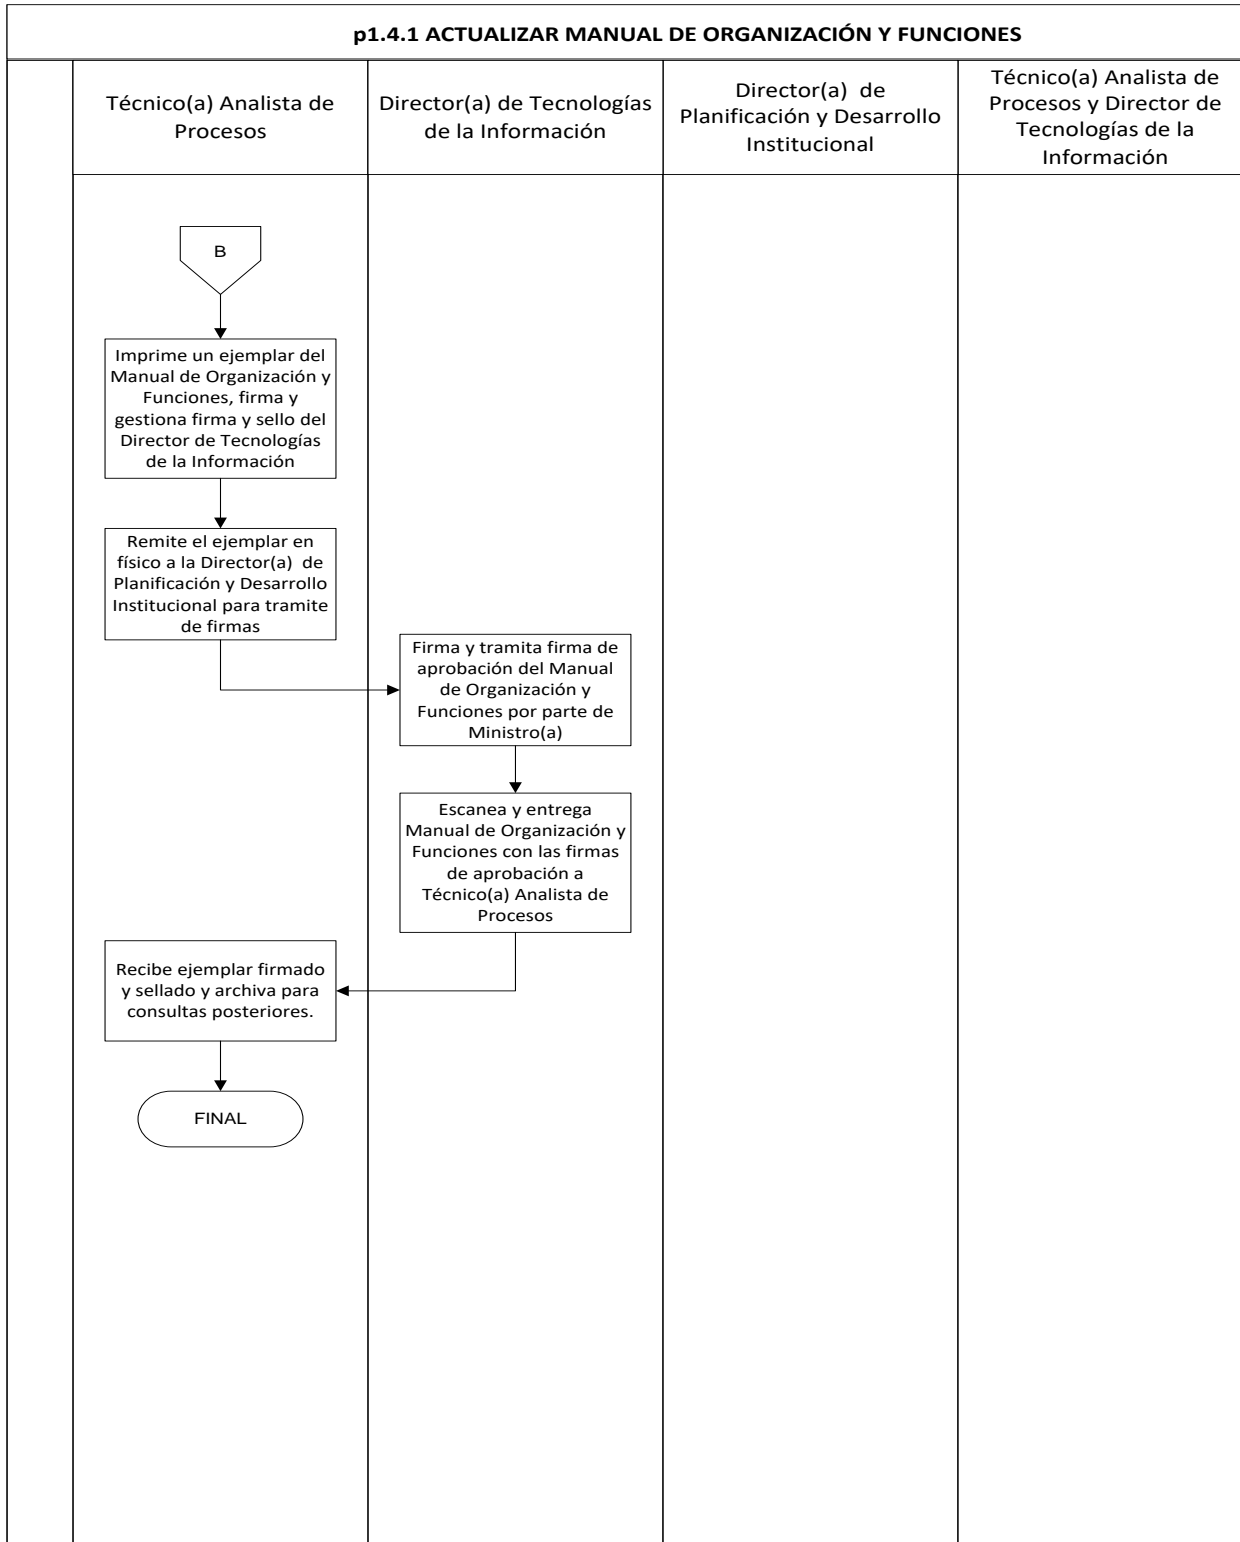 p1.4.1 ACTUALIZAR MANUAL DE ORGANIZACIÓN Y FUNCIONES
Técnico(a) Analista de
Procesos
Director(a) de Tecnologías
de la Información
Director(a) de
Planificación y Desarrollo
Institucional
Técnico(a) Analista de
Procesos y Director de
Tecnologías de la
Información
B
Imprime un ejemplar del
Manual de Organización y
Funciones, firma y
gestiona firma y sello del
Director de Tecnologías
de la Información
Remite el ejemplar en
físico a la Director(a) de
Planificación y Desarrollo
Institucional para tramite
de firmas
Firma y tramita firma de
aprobación del Manual
de Organización y
Funciones por parte de
Ministro(a)
Escanea y entrega
Manual de Organización y
Funciones con las firmas
de aprobación a
Técnico(a) Analista de
Procesos
Recibe ejemplar firmado
y sellado y archiva para
consultas posteriores.
FINAL